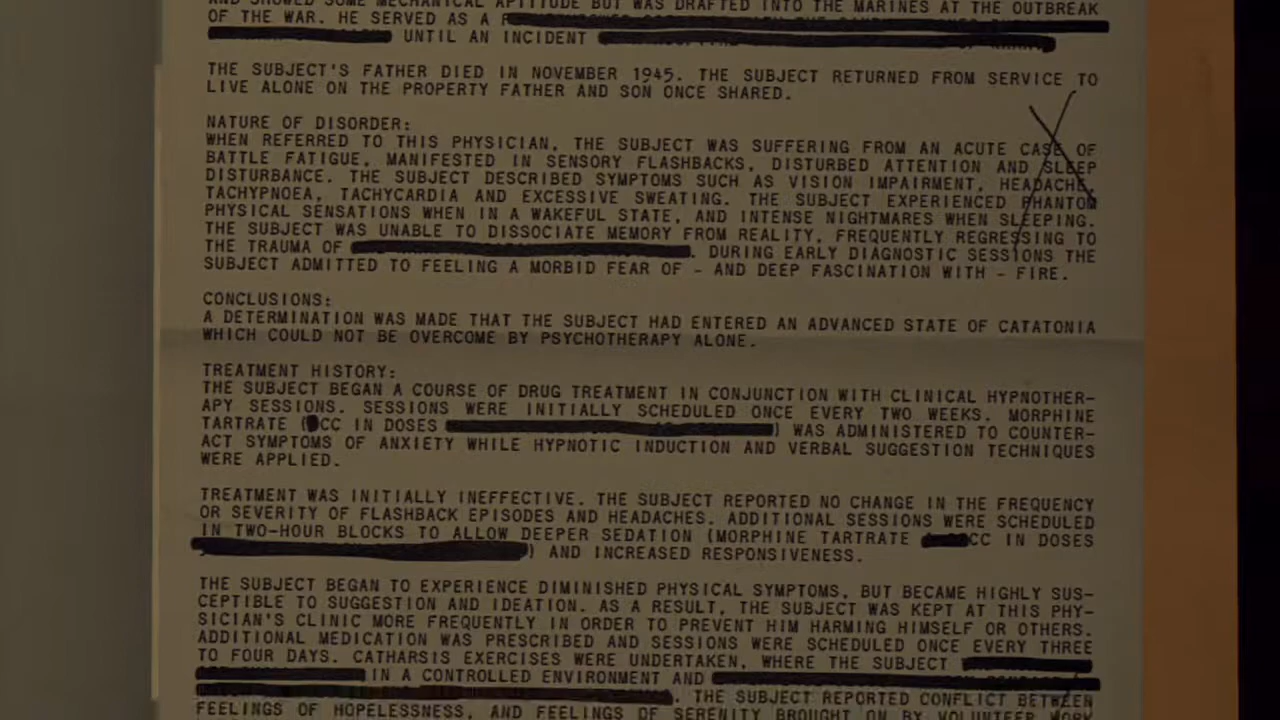 AND SHOWED SOME MECHANICAL APTITUDE BUT WAS DRAFTED INTO THE MARINES AT THE OUTBREAK
OF THE WAR. HE SERVED AS A
UNTIL AN INCIDENT
THE SUBJECT'S FATHER DIED IN NOVEMBER 1945. THE SUBJECT RETURNED FROM SERVICE TO
LIVE ALONE ON THE PROPERTY FATHER AND SON ONCE SHARED.
NATURE OF DISORDER:
WHEN REFERRED TO THIS PHYSICIAN, THE SUBJECT WAS SUFFERING FROM AN ACUTE CASE OF
BATTLE FATIGUE, MANIFESTED IN SENSORY FLASHBACKS, DISTURBED ATTENTION AND SLEEP
DISTURBANCE. THE SUBJECT DESCRIBED SYMPTOMS SUCH AS VISION IMPAIRMENT, HEADACHE,
TACHYPNOEA, TACHYCARDIA AND EXCESSIVE SWEATING. THE SUBJECT EXPERIENCED PHANTOM
PHYSICAL SENSATIONS WHEN IN A WAKEFUL STATE, AND INTENSE NIGHTMARES WHEN SLEEPING.
THE SUBJECT WAS UNABLE TO DISSOCIATE MEMORY FROM REALITY, FREQUENTLY REGRESSING TO
THE TRAUMA OF . DURING EARLY DIAGNOSTIC SESSIONS THE
SUBJECT ADMITTED TO FEELING A MORBID FEAR OF - AND DEEP FASCINATION WITH - FIRE.
CONCLUSIONS:
A DETERMINATION WAS MADE THAT THE SUBJECT HAD ENTERED AN ADVANCED STATE OF CATATONIA
WHICH COULD NOT BE OVERCOME BY PSYCHOTHERAPY ALONE.
TREATMENT HISTORY:
THE SUBJECT BEGAN A COURSE OF DRUG TREATMENT IN CONJUNCTION WITH CLINICAL HYPNOTHER-
APY SESSIONS. SESSIONS WERE INITIALLY SCHEDULED ONCE EVERY TWO WEEKS. MORPHINE
TARTRATE ( CC IN DOSES ) WAS ADMINISTERED TO COUNTER-
ACT SYMPTOMS OF ANXIETY WHILE HYPNOTIC INDUCTION AND VERBAL SUGGESTION TECHNIQUES
WERE APPLIED.
TREATMENT WAS INITIALLY INEFFECTIVE. THE SUBJECT REPORTED NO CHANGE IN THE FREQUENCY
OR SEVERITY OF FLASHBACK EPISODES AND HEADACHES. ADDITIONAL SESSIONS WERE SCHEDULED
IN TWO-HOUR BLOCKS TO ALLOW DEEPER SEDATION (MORPHINE TARTRATE CC IN DOSES
) AND INCREASED RESPONSIVENESS.
THE SUBJECT BEGAN TO EXPERIENCE DIMINISHED PHYSICAL SYMPTOMS, BUT BECAME HIGHLY SUS-
CEPTIBLE TO SUGGESTION AND IDEATION. AS A RESULT, THE SUBJECT WAS KEPT AT THIS PHY-
SICIAN'S CLINIC MORE FREQUENTLY IN ORDER TO PREVENT HIM HARMING HIMSELF OR OTHERS.
ADDITIONAL MEDICATION WAS PRESCRIBED AND SESSIONS WERE SCHEDULED ONCE EVERY THREE
TO FOUR DAYS. CATHARSIS EXERCISES WERE UNDERTAKEN, WHERE THE SUBJECT
IN A CONTROLLED ENVIRONMENT AND
. THE SUBJECT REPORTED CONFLICT BETWEEN
FEELINGS OF HOPELESSNESS, AND FEELINGS OF SERENITY BROUGHT ON BY VOLUNTEER WORK